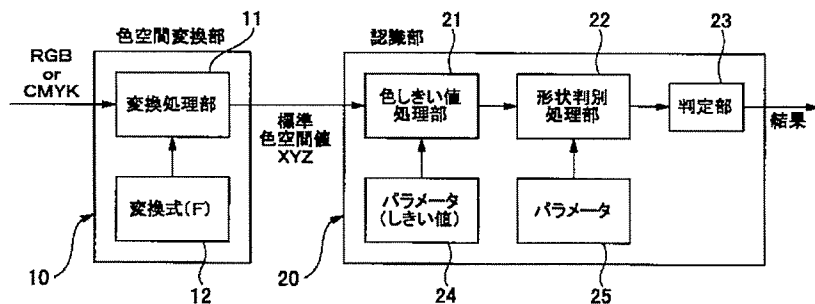 色空間変換部
11
RGB
or
CMYK
変換処理部
変換式(F)
10
12
標準
色空間値
XYZ
認識部
21
22
23
色しきい値
処理部
形状判別
処理部
判定部
結果
パラメータ
(しきい値)
パラメータ
20
24
25